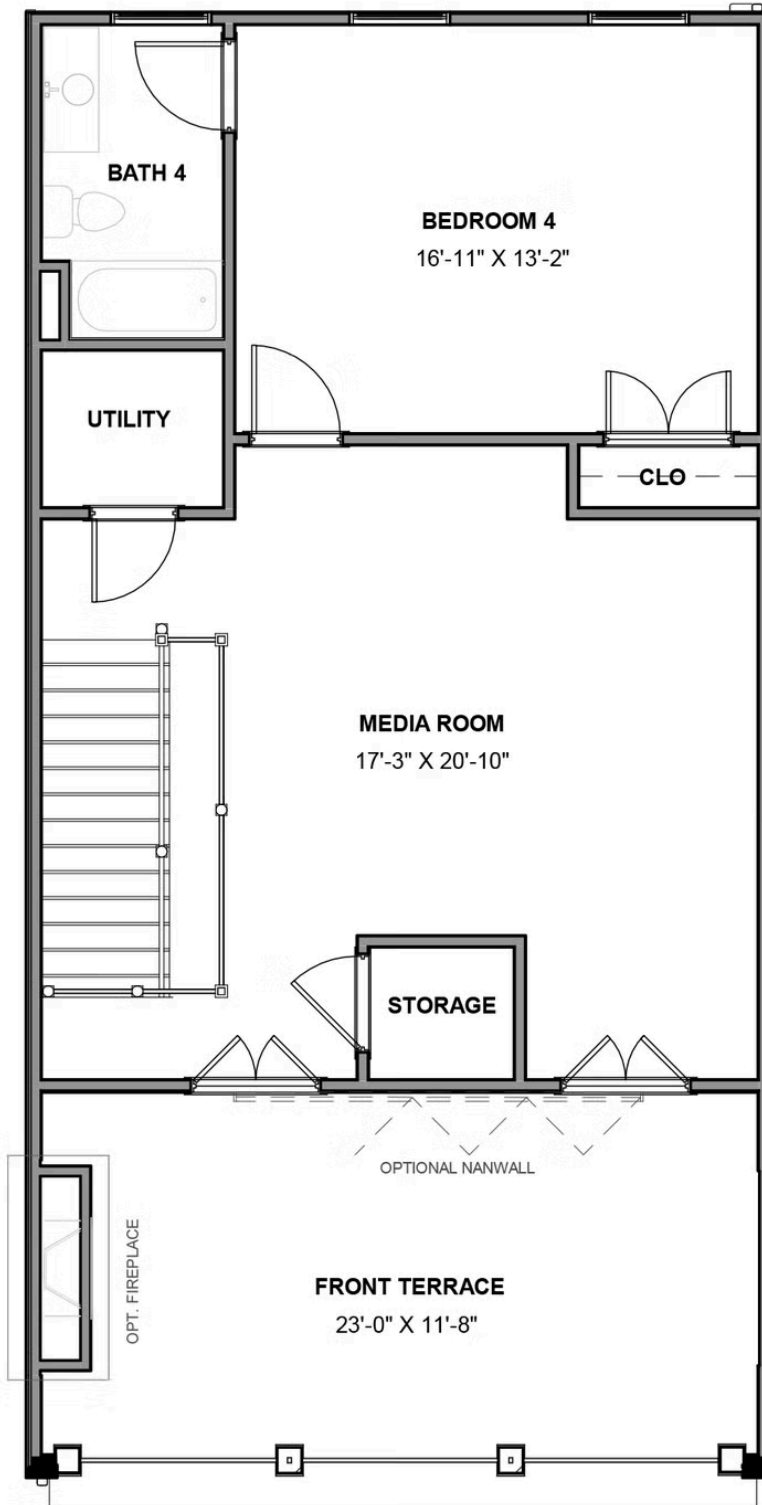 BATH 4
BEDROOM 4
16'-11" X 13'-2"
UTILITY
CLO
MEDIA ROOM
17'-3" X 20'-10"
STORAGE
OPTIONAL NANWALL
OPT. FIREPLACE
FRONT TERRACE
23'-0" X 11'-8"